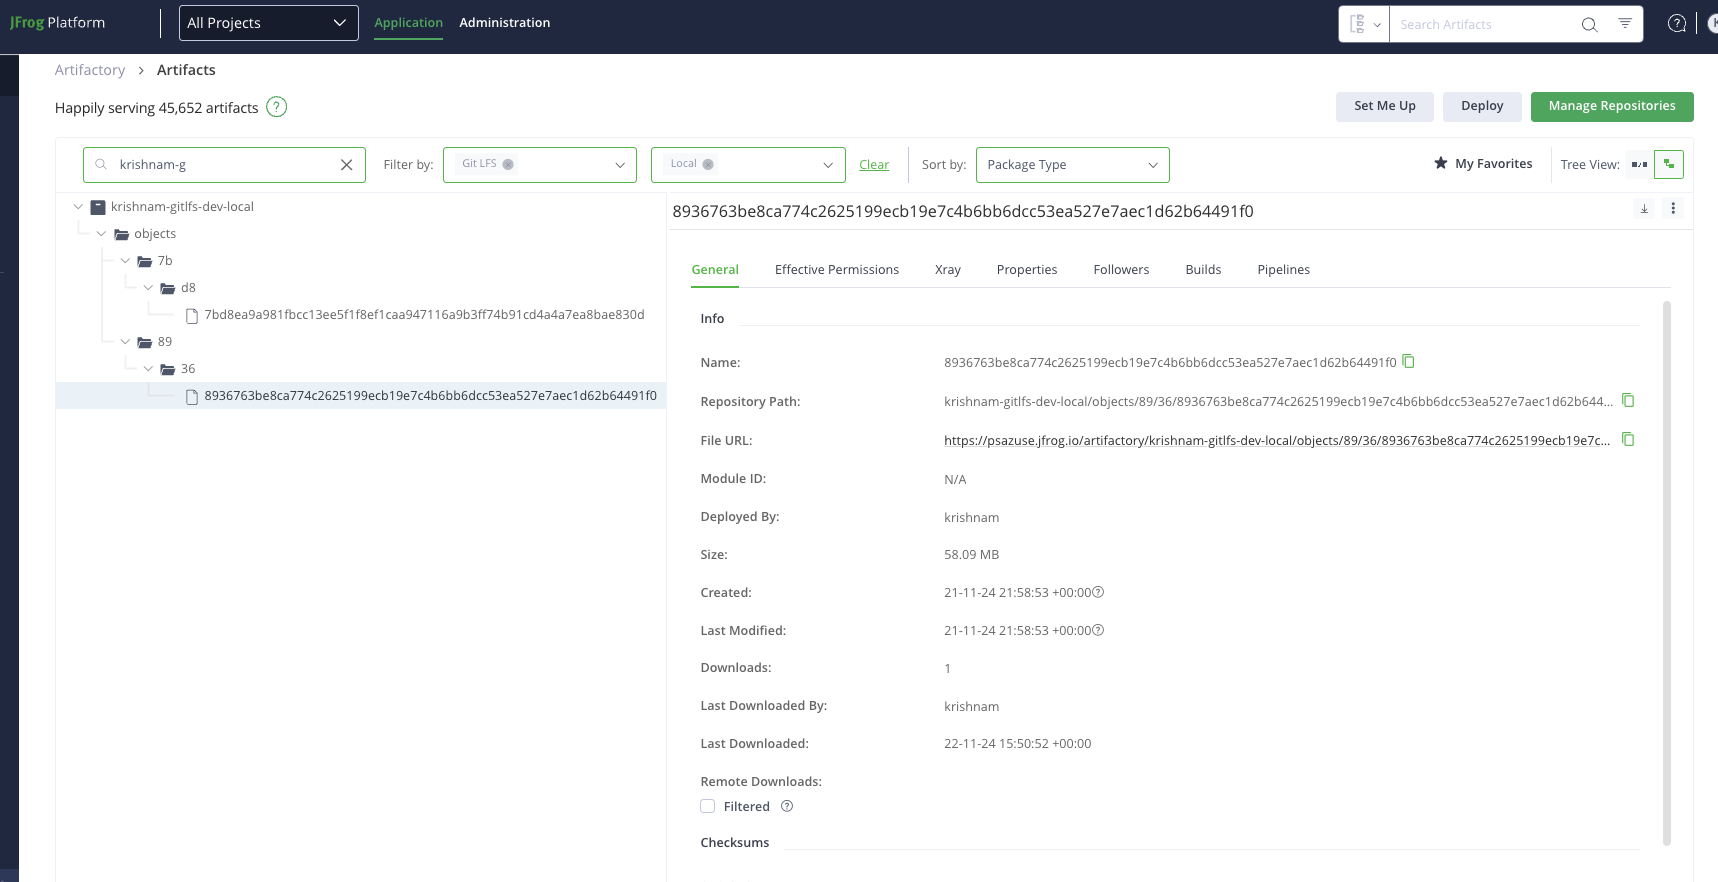 JFrog Platform
All Projects
Application
Administration
Search Artifacts
Artifactory > Artifacts
Happily serving 45,652 artifacts
Set Me Up
Deploy
Manage Repositories
krishnam-g
Filter by:
Git LFS
Local
Clear
Sort by:
Package Type
My Favorites
Tree View:
krishnam-gitlfs-dev-local
objects
7b
d8
7bd8ea9a981fbcc13ee5f1f8ef1caa947116a9b3ff74b91cd4a4a7ea8bae830d
89
36
8936763be8ca774c2625199ecb19e7c4b6bb6dcc53ea527e7aec1d62b64491f0
8936763be8ca774c2625199ecb19e7c4b6bb6dcc53ea527e7aec1d62b64491f0
General
Effective Permissions
Xray
Properties
Followers
Builds
Pipelines
Info
Name: 8936763be8ca774c2625199ecb19e7c4b6bb6dcc53ea527e7aec1d62b64491f0
Repository Path: krishnam-gitlfs-dev-local/objects/89/36/8936763be8ca774c2625199ecb19e7c4b6bb6dcc53ea527e7aec1d62b644...
File URL: https://psazuse.jfrog.io/artifactory/krishnam-gitlfs-dev-local/objects/89/36/8936763be8ca774c2625199ecb19e7c...
Module ID: N/A
Deployed By: krishnam
Size: 58.09 MB
Created: 21-11-24 21:58:53 +00:00
Last Modified: 21-11-24 21:58:53 +00:00
Downloads: 1
Last Downloaded By: krishnam
Last Downloaded: 22-11-24 15:50:52 +00:00
Remote Downloads:
Filtered
Checksums